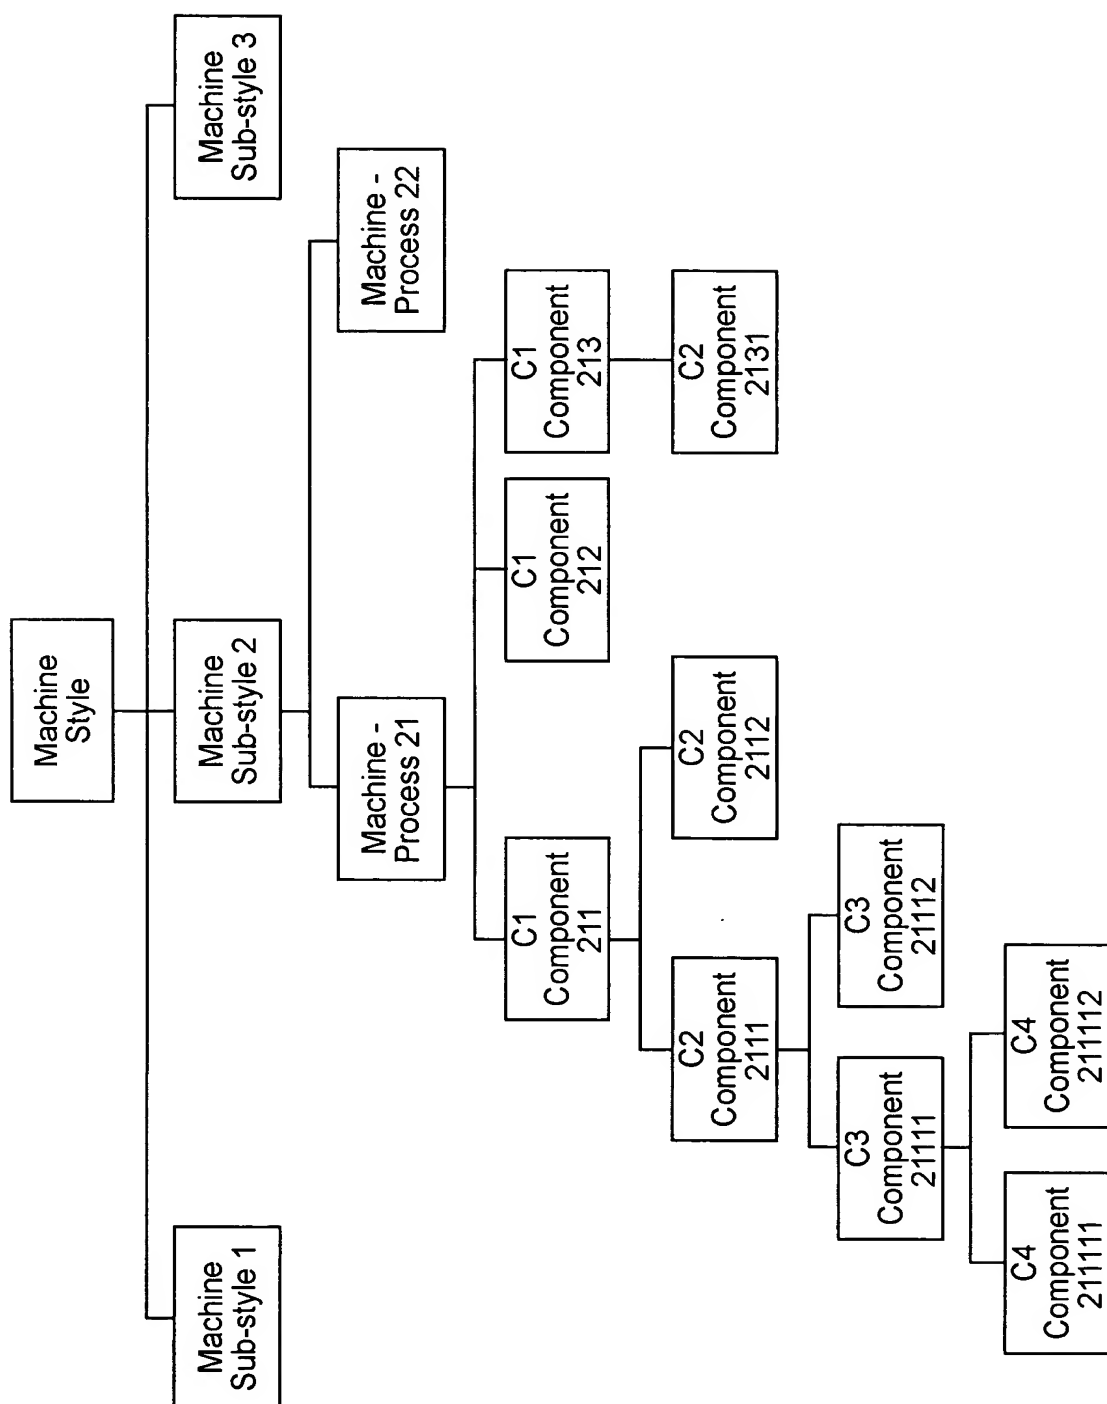 Machine
Style
Machine
Sub-style 1
Machine
Sub-style 2
Machine
Sub-style 3
Machine -
Process 21
Machine -
Process 22
C1
Component
211
C1
Component
212
C1
Component
213
C2
Component
2111
C2
Component
2112
C2
Component
2131
C3
Component
21111
C3
Component
21112
C4
Component
211111
C4
Component
211112